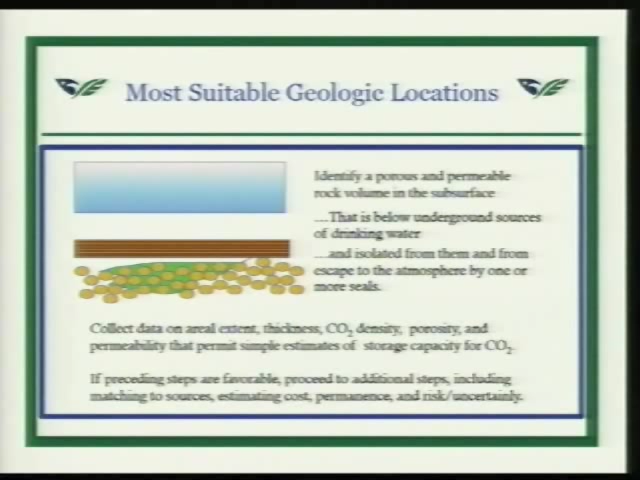 Most Suitable Geologic Locations
Identify a porous and permeable
rock volume in the subsurface
....That is below underground sources
of drinking water
....and isolated from them and from
escape to the atmosphere by one or
more seals.
Collect data on areal extent, thickness, CO2 density, porosity, and
permeability that permit simple estimates of storage capacity for CO2.
If preceding steps are favorable, proceed to additional steps, including
matching to sources, estimating cost, permanence, and risk/uncertainly.